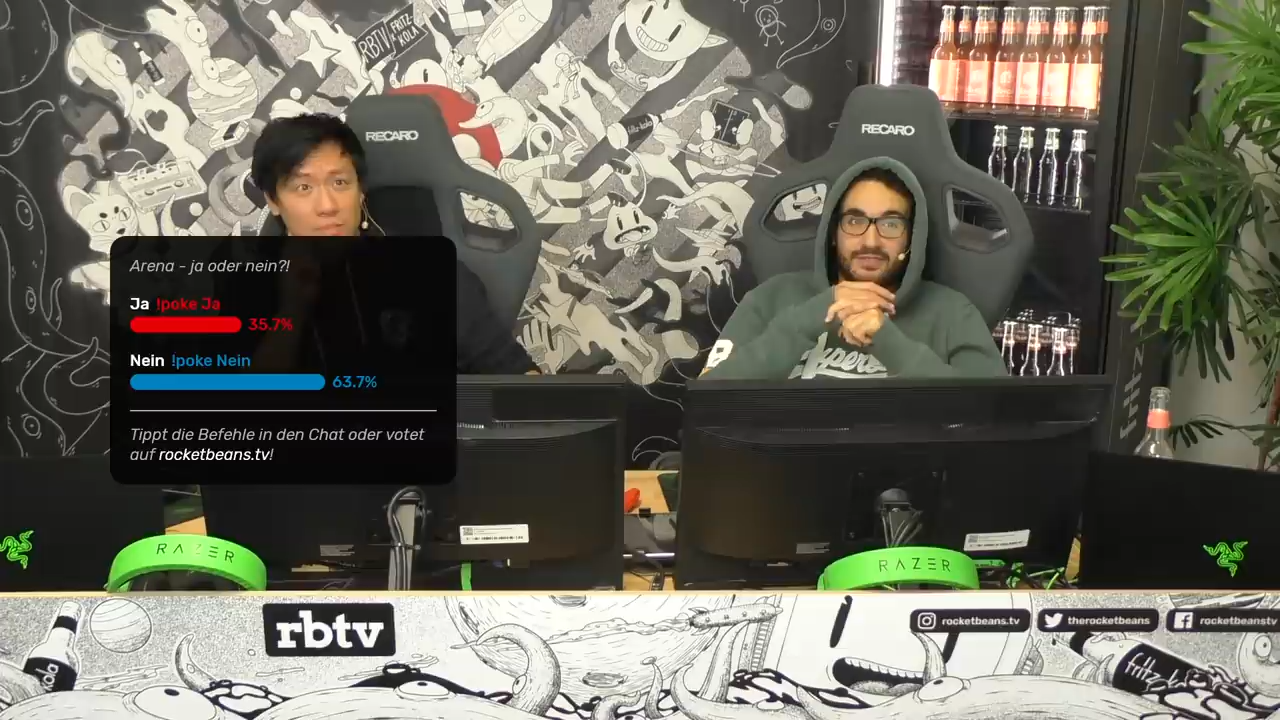 RBTV
FRITZ-
KOLA
RECARO
RECARO
Arena - ja oder nein?!
Ja !poke Ja
35.7%
Nein !poke Nein
63.7%
Tippt die Befehle in den Chat oder votet
auf rocketbeans.tv!
RAZER
RAZER
rbtv
rocketbeans.tv
therocketbeans
rocketbeanstv
kola